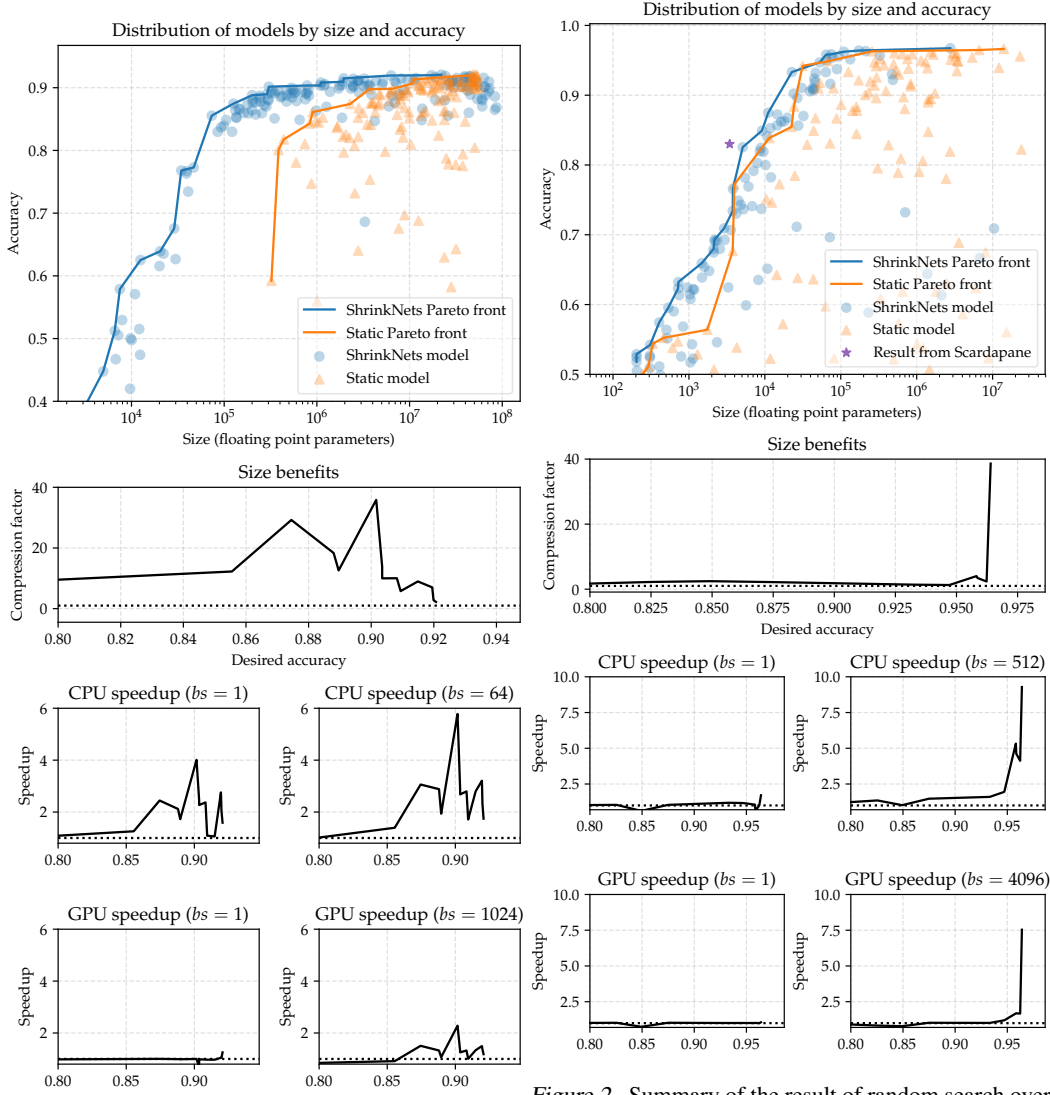 Distribution of models by size and accuracy
0.9
0.8
0.7
0.6
0.5
0.4
Accuracy
10^4
10^5
10^6
10^7
10^8
Size (floating point parameters)
ShrinkNets Pareto front
Static Pareto front
ShrinkNets model
Static model
Size benefits
40
20
0
Compression factor
0.80
0.82
0.84
0.86
0.88
0.90
0.92
0.94
Desired accuracy
CPU speedup (bs = 1)
6
4
2
Speedup
0.80
0.85
0.90
CPU speedup (bs = 64)
6
4
2
Speedup
0.80
0.85
0.90
GPU speedup (bs = 1)
6
4
2
Speedup
0.80
0.85
0.90
GPU speedup (bs = 1024)
6
4
2
Speedup
0.80
0.85
0.90
Distribution of models by size and accuracy
1.0
0.9
0.8
0.7
0.6
0.5
Accuracy
10^2
10^3
10^4
10^5
10^6
10^7
Size (floating point parameters)
ShrinkNets Pareto front
Static Pareto front
ShrinkNets model
Static model
Result from Scardapane
Size benefits
40
20
0
Compression factor
0.800
0.825
0.850
0.875
0.900
0.925
0.950
0.975
Desired accuracy
CPU speedup (bs = 1)
10.0
7.5
5.0
2.5
Speedup
0.80
0.85
0.90
0.95
CPU speedup (bs = 512)
10.0
7.5
5.0
2.5
Speedup
0.80
0.85
0.90
0.95
GPU speedup (bs = 1)
10.0
7.5
5.0
2.5
Speedup
0.80
0.85
0.90
0.95
GPU speedup (bs = 4096)
10.0
7.5
5.0
2.5
Speedup
0.80
0.85
0.90
0.95
Figure 2. Summary of the result of random search over